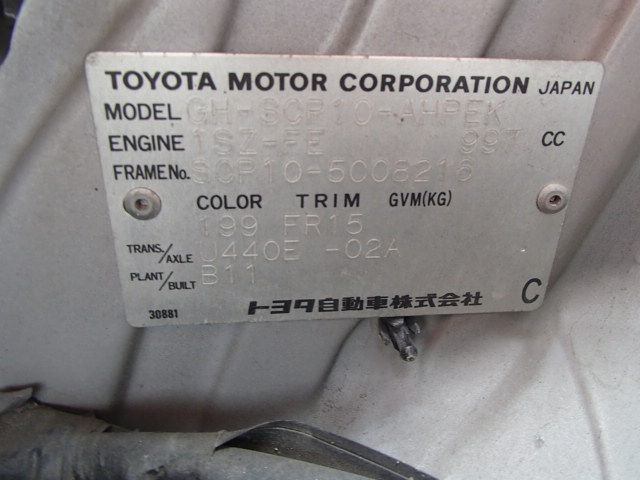 TOYOTA MOTOR CORPORATION JAPAN
MODEL GH-SCP10-AHPEK
ENGINE 1SZ-FE 997 CC
FRAME No. SCP10-5008216
COLOR TRIM GVM(KG)
199 FR15
TRANS./AXLE U440E -02A
PLANT/BUILT B11
30881 トヨタ自動車株式会社 C